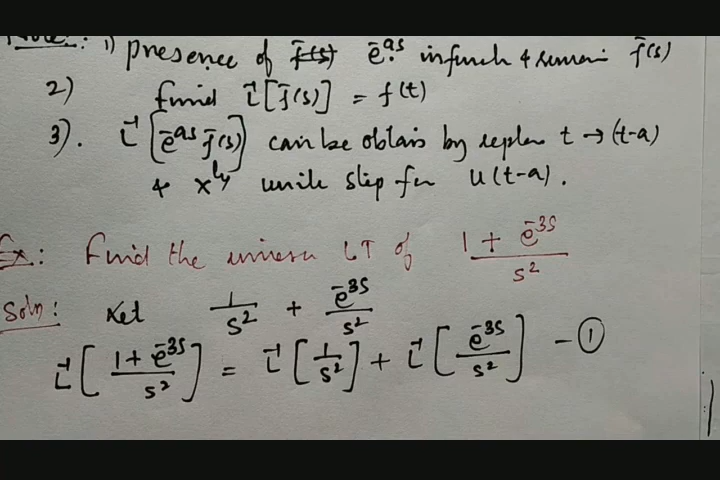 Note: 1) Presence of e^{-as} in func & remain f̄(s)
2) find L⁻¹[f̄(s)] = f(t)
3). L⁻¹[e^{-as} f̄(s)] can be obtain by replace t → (t-a)
& xly unit step fn u(t-a).
Ex: Find the inverse LT of (1 + e^{-3s})/s²
Soln: Let 1/s² + e^{-3s}/s²
L⁻¹[(1 + e^{-3s})/s²] = L⁻¹[1/s²] + L⁻¹[e^{-3s}/s²] - ①